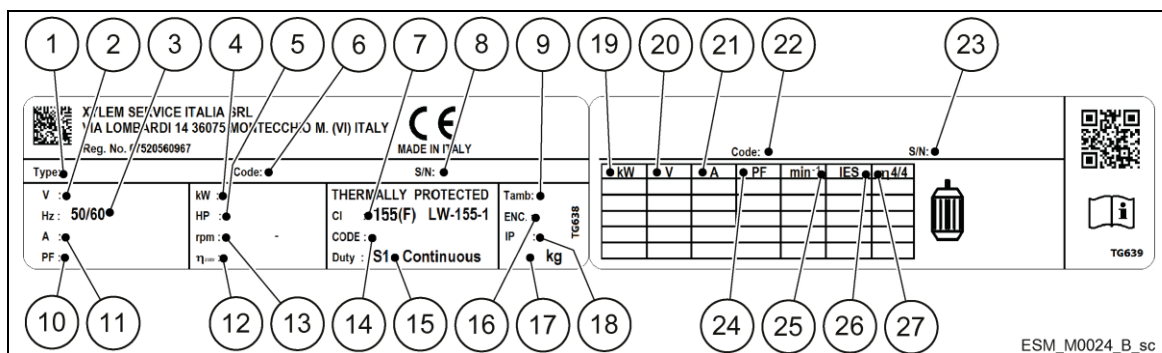 1 2 3 4 5 6 7 8 9 19 20 21 22 23
XYLEM SERVICE ITALIA SRL
VIA LOMBARDI 14 36075 MONTECCHIO M. (VI) ITALY
Reg. No. 07520560967
CE
MADE IN ITALY
Type: Code: S/N:
V :
Hz : 50/60
A :
PF :
kW :
HP :
rpm : -
η :
THERMALLY PROTECTED
Cl : 155(F) LW-155-1
CODE :
Duty : S1 Continuous
Tamb:
ENC. :
IP :
kg
TG638
Code: S/N:
kW V A PF min-1 IES η4/4
i
TG639
10 11 12 13 14 15 16 17 18 24 25 26 27
ESM_M0024_B_sc